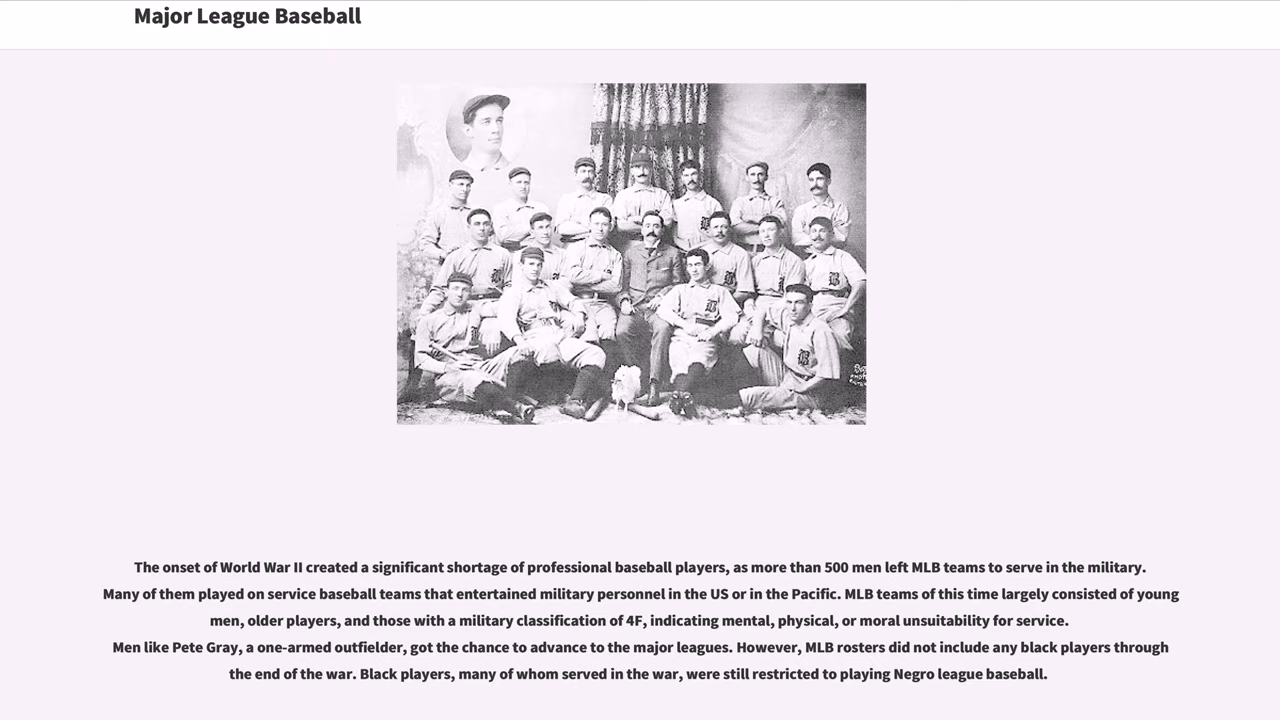 Major League Baseball
The onset of World War II created a significant shortage of professional baseball players, as more than 500 men left MLB teams to serve in the military.
Many of them played on service baseball teams that entertained military personnel in the US or in the Pacific. MLB teams of this time largely consisted of young
men, older players, and those with a military classification of 4F, indicating mental, physical, or moral unsuitability for service.
Men like Pete Gray, a one-armed outfielder, got the chance to advance to the major leagues. However, MLB rosters did not include any black players through
the end of the war. Black players, many of whom served in the war, were still restricted to playing Negro league baseball.